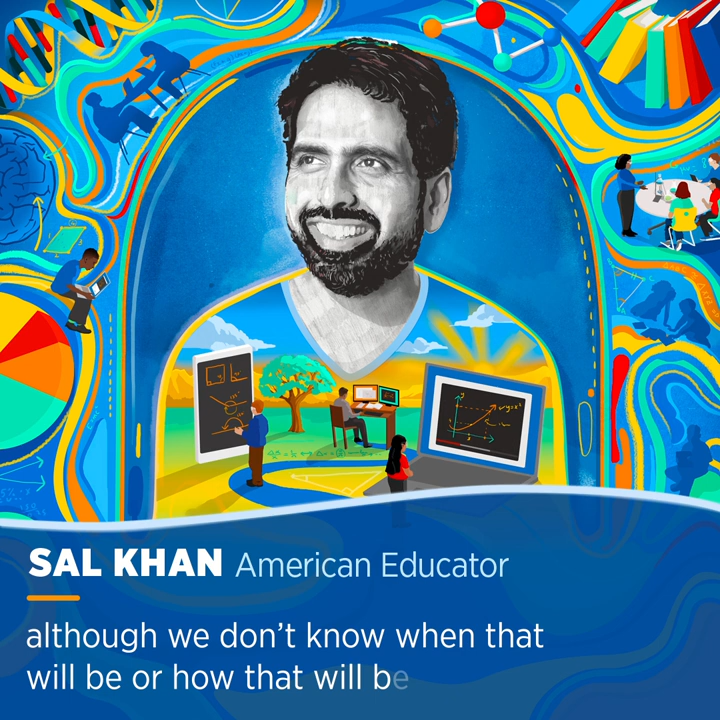 SAL KHAN American Educator
although we don't know when that
will be or how that will be